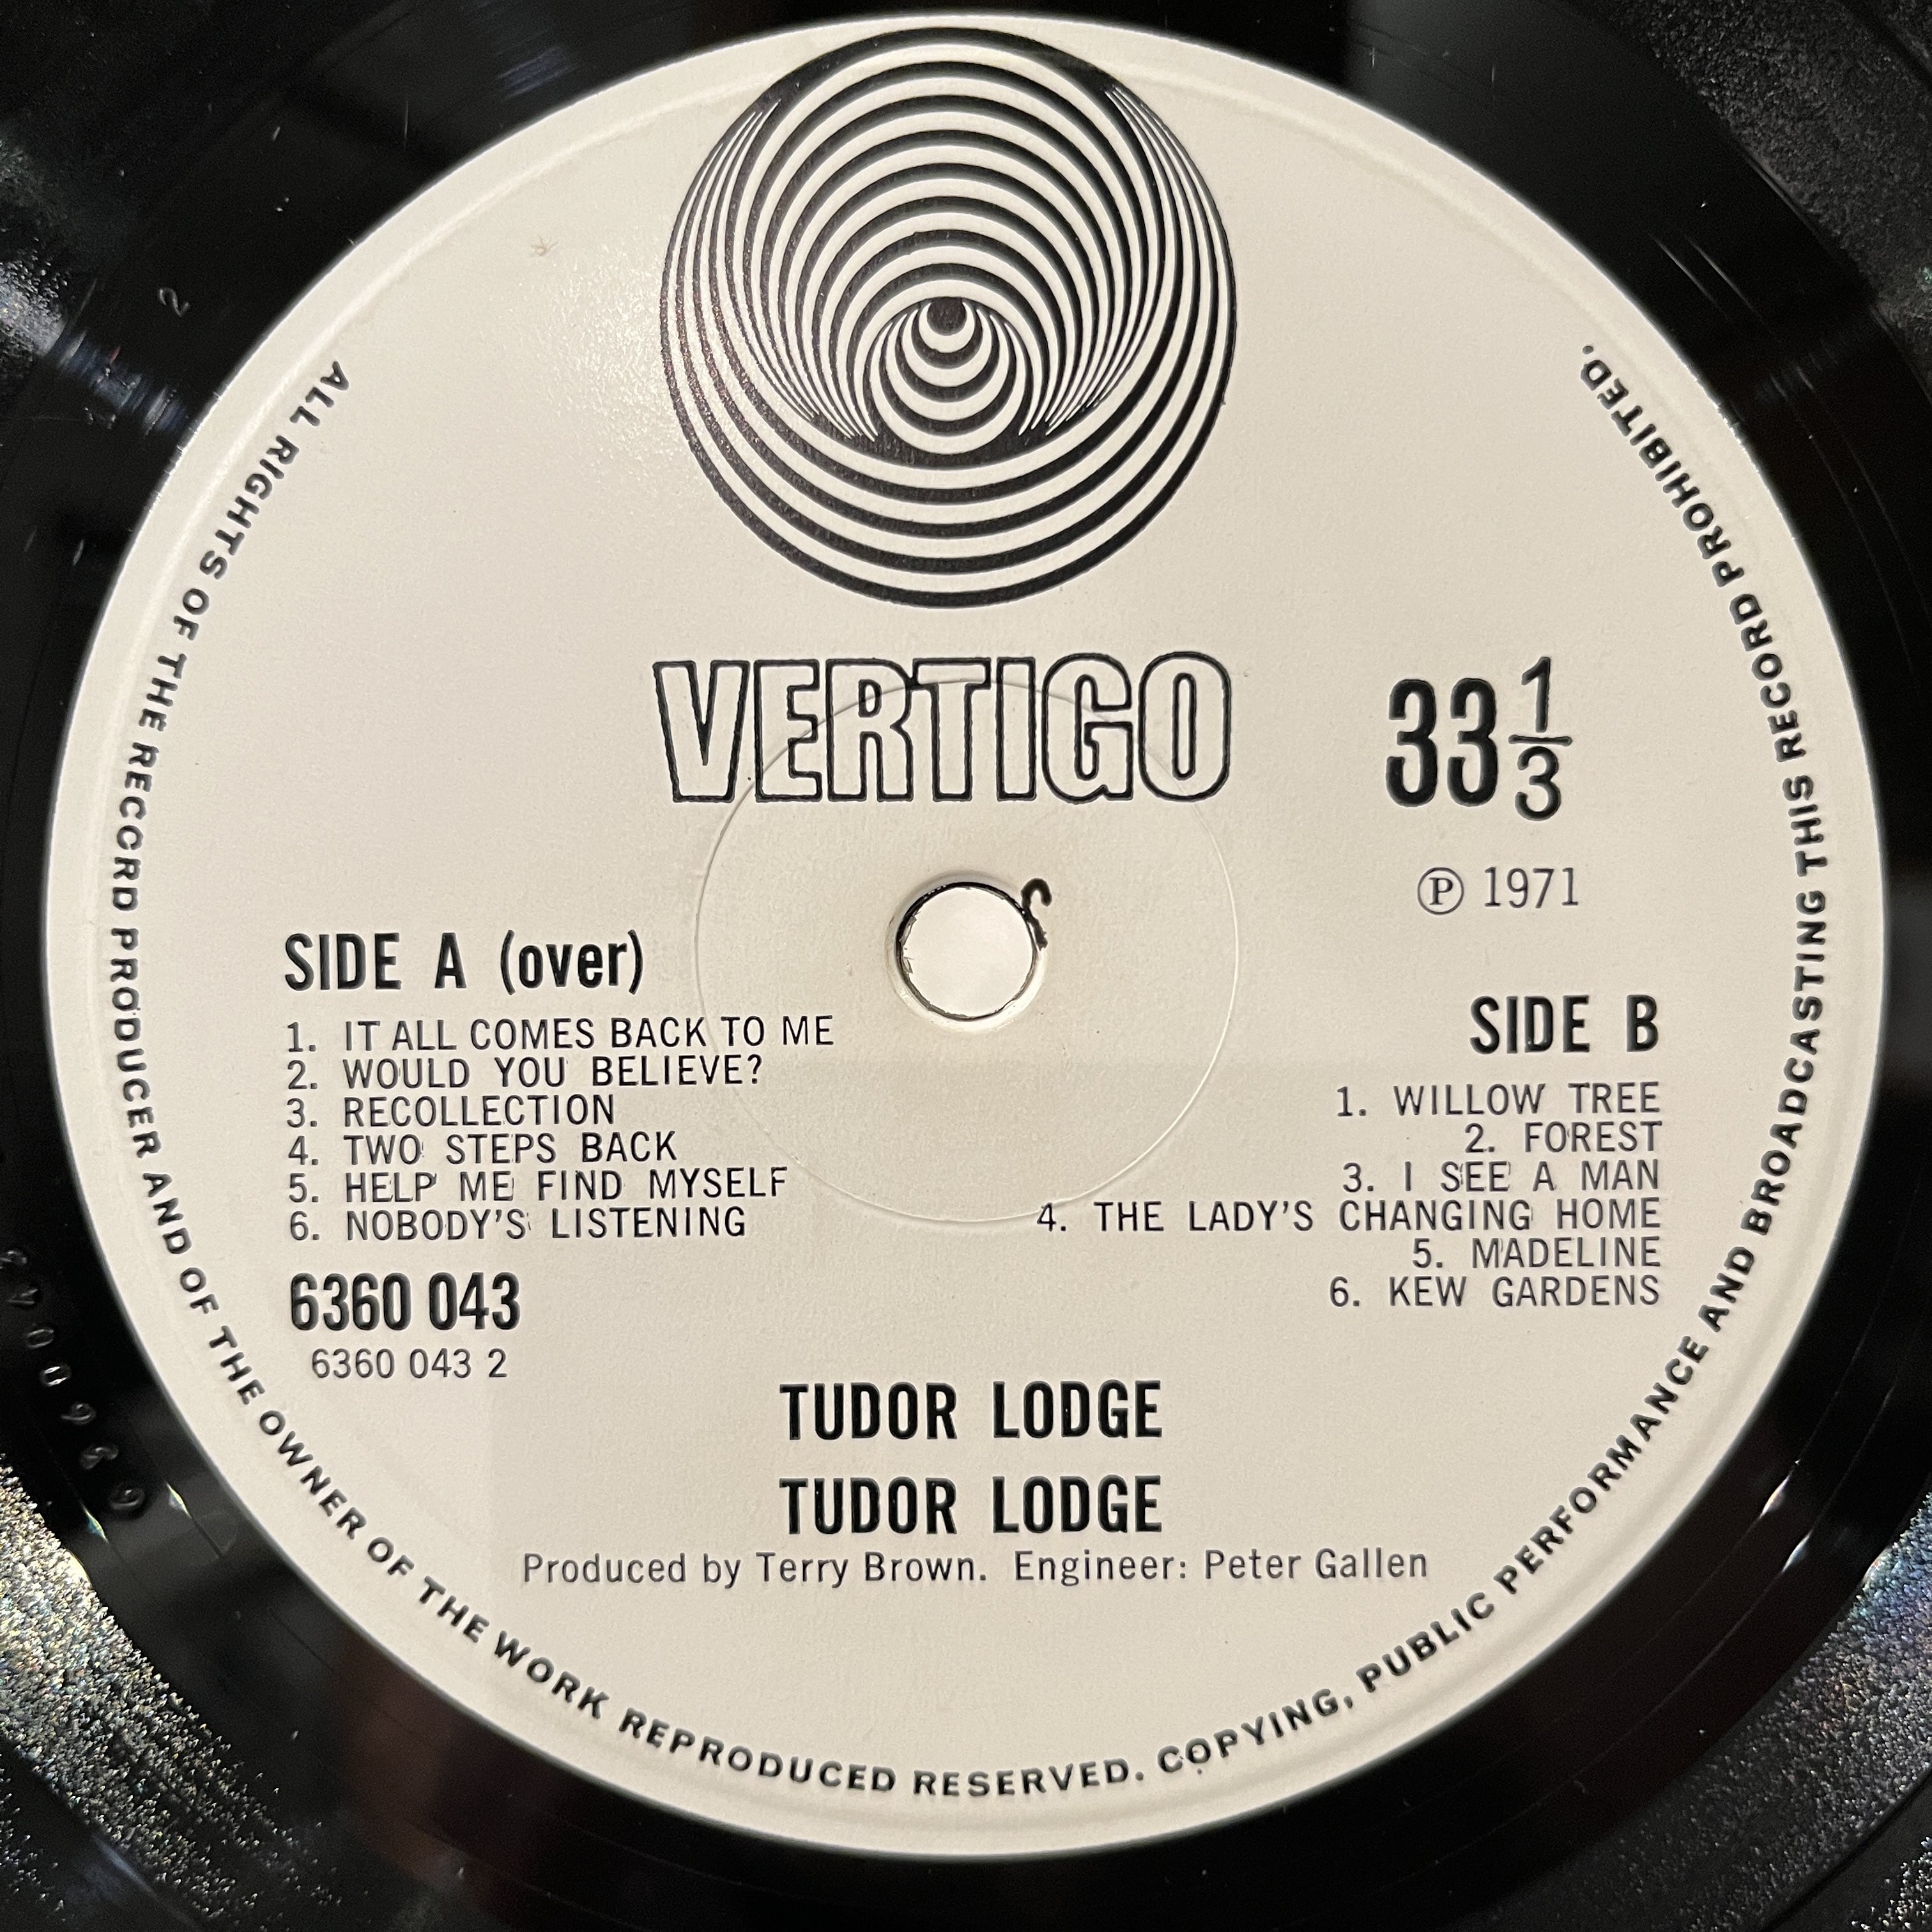 VERTIGO
33 1/3
℗ 1971
SIDE A (over)
1. IT ALL COMES BACK TO ME
2. WOULD YOU BELIEVE?
3. RECOLLECTION
4. TWO STEPS BACK
5. HELP ME FIND MYSELF
6. NOBODY'S LISTENING
6360 043
6360 043 2
SIDE B
1. WILLOW TREE
2. FOREST
3. I SEE A MAN
4. THE LADY'S CHANGING HOME
5. MADELINE
6. KEW GARDENS
TUDOR LODGE
TUDOR LODGE
Produced by Terry Brown. Engineer: Peter Gallen
ALL RIGHTS OF THE RECORD PRODUCER AND OF THE OWNER OF THE WORK REPRODUCED RESERVED. COPYING, PUBLIC PERFORMANCE AND BROADCASTING THIS RECORD PROHIBITED.
2